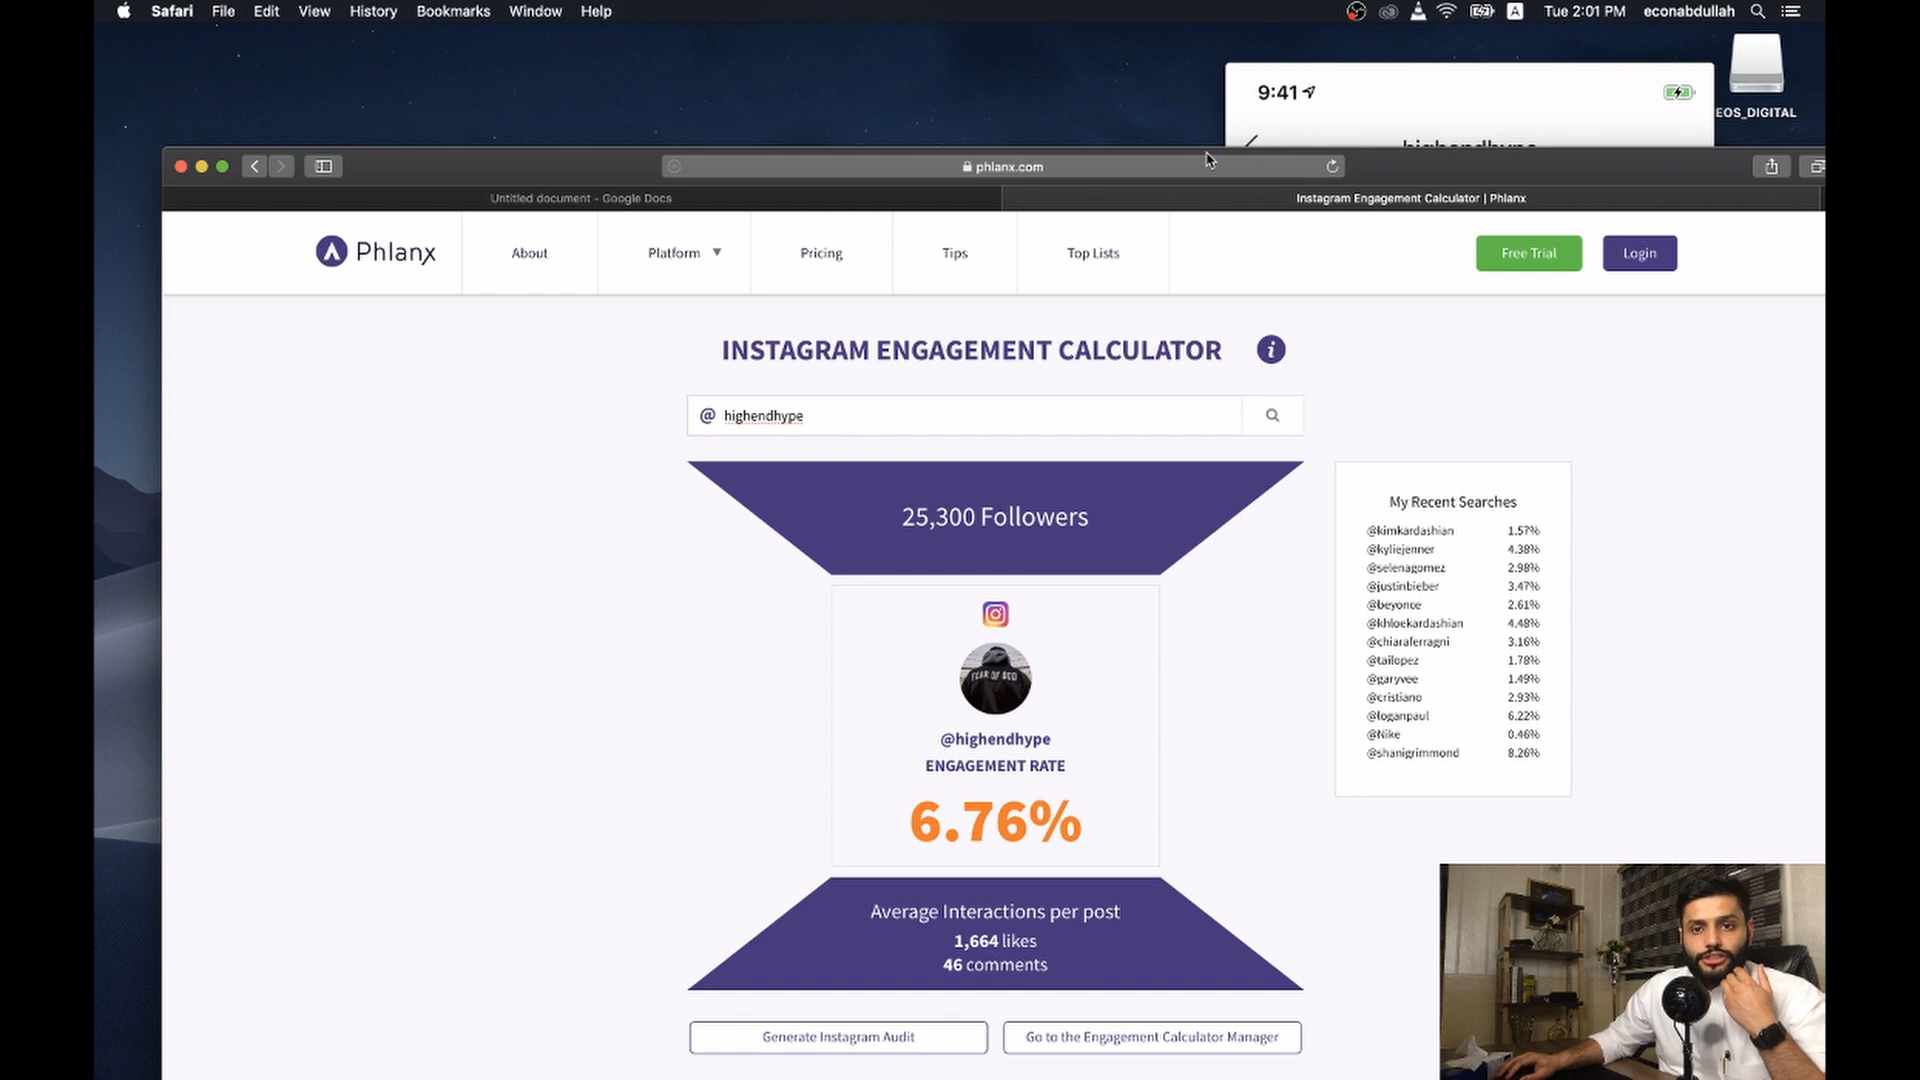 Safari File Edit View History Bookmarks Window Help
A Tue 2:01 PM econabdullah
9:41
EOS_DIGITAL
highendhype
phlanx.com
Untitled document - Google Docs
Instagram Engagement Calculator | Phlanx
Phlanx
About
Platform
Pricing
Tips
Top Lists
Free Trial
Login
INSTAGRAM ENGAGEMENT CALCULATOR i
@ highendhype
25,300 Followers
FEAR OF GOD
@highendhype
ENGAGEMENT RATE
6.76%
Average Interactions per post
1,664 likes
46 comments
Generate Instagram Audit
Go to the Engagement Calculator Manager
My Recent Searches
@kimkardashian 1.57%
@kyliejenner 4.38%
@selenagomez 2.98%
@justinbieber 3.47%
@beyonce 2.61%
@khloekardashian 4.48%
@chiaraferragni 3.16%
@tailopez 1.78%
@garyvee 1.49%
@cristiano 2.93%
@loganpaul 6.22%
@Nike 0.46%
@shanigrimmond 8.26%